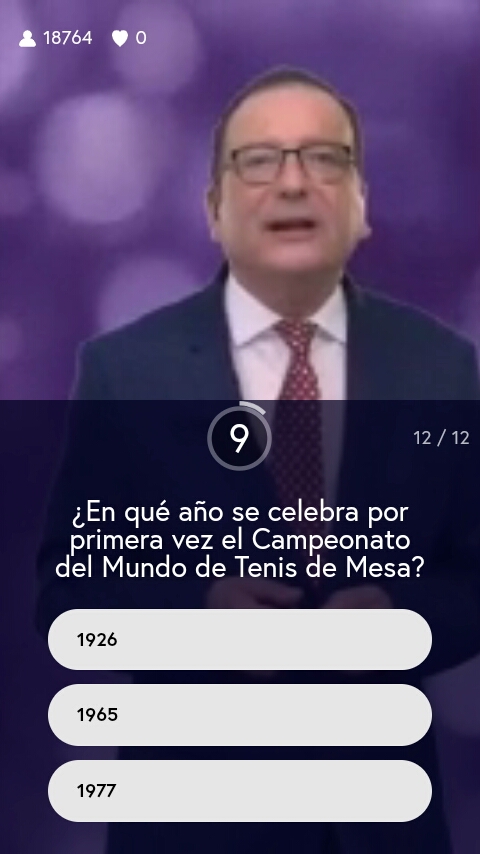 18764 0
9
12 / 12
¿En qué año se celebra por
primera vez el Campeonato
del Mundo de Tenis de Mesa?
1926
1965
1977